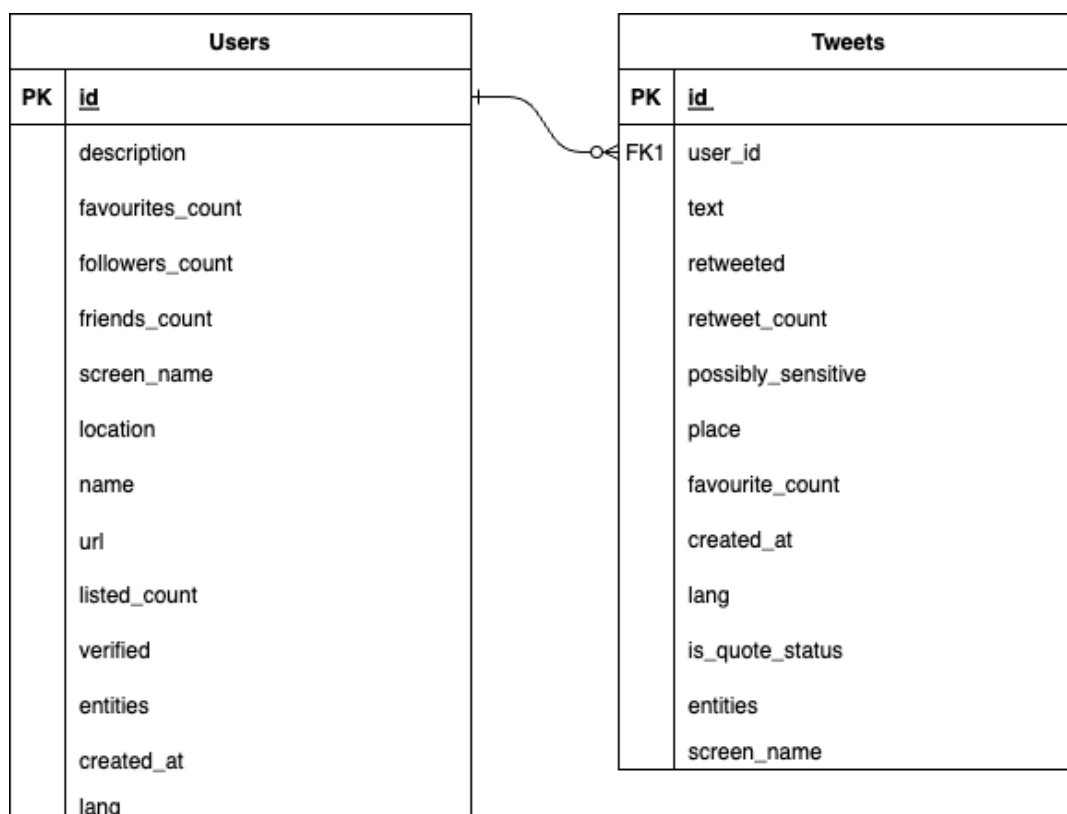 Users
PK id
description
favourites_count
followers_count
friends_count
screen_name
location
name
url
listed_count
verified
entities
created_at
lang
Tweets
PK id
FK1 user_id
text
retweeted
retweet_count
possibly_sensitive
place
favourite_count
created_at
lang
is_quote_status
entities
screen_name